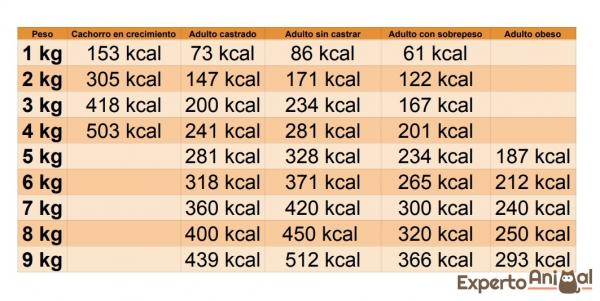 Peso Cachorro en crecimiento Adulto castrado Adulto sin castrar Adulto con sobrepeso Adulto obeso
1 kg 153 kcal 73 kcal 86 kcal 61 kcal
2 kg 305 kcal 147 kcal 171 kcal 122 kcal
3 kg 418 kcal 200 kcal 234 kcal 167 kcal
4 kg 503 kcal 241 kcal 281 kcal 201 kcal
5 kg 281 kcal 328 kcal 234 kcal 187 kcal
6 kg 318 kcal 371 kcal 265 kcal 212 kcal
7 kg 360 kcal 420 kcal 300 kcal 240 kcal
8 kg 400 kcal 450 kcal 320 kcal 250 kcal
9 kg 439 kcal 512 kcal 366 kcal 293 kcal
ExpertoAnimal